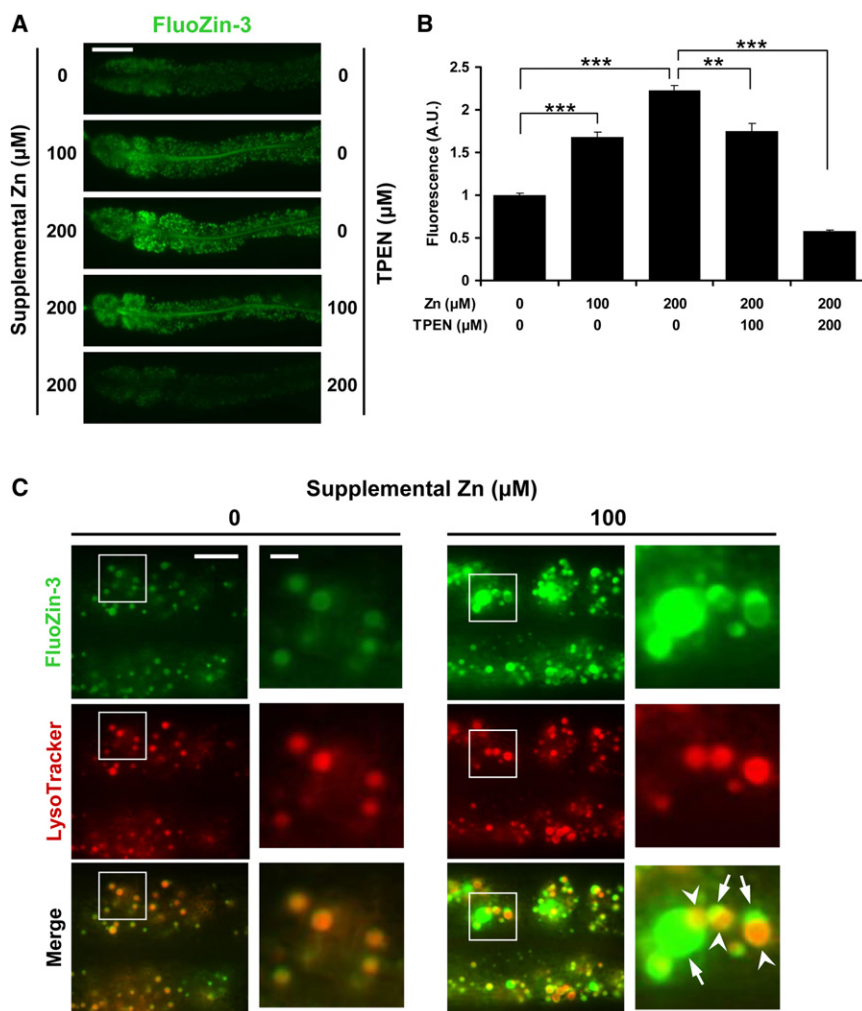 A
FluoZin-3
Supplemental Zn (µM)
0
100
200
200
200
0
0
0
100
200
TPEN (µM)
B
Fluorescence (A.U.)
2.5
2
1.5
1
0.5
0
***
***
***
**
Zn (µM) 0 100 200 200 200
TPEN (µM) 0 0 0 100 200
C
Supplemental Zn (µM)
0 100
FluoZin-3
LysoTracker
Merge